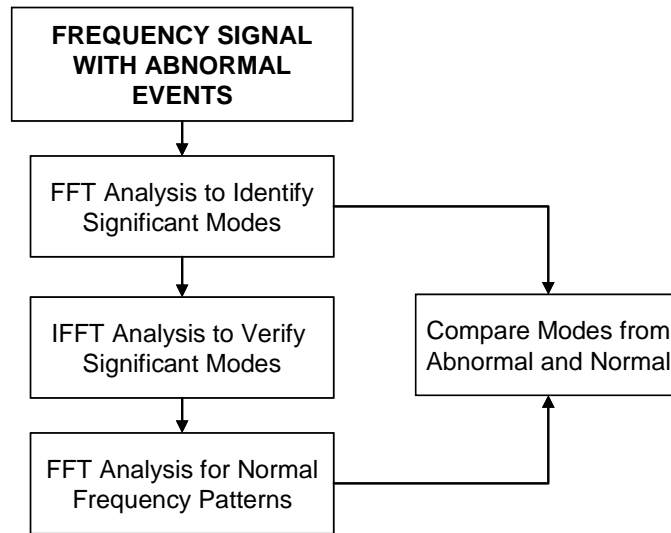 FREQUENCY SIGNAL
WITH ABNORMAL
EVENTS
FFT Analysis to Identify
Significant Modes
IFFT Analysis to Verify
Significant Modes
Compare Modes from
Abnormal and Normal
FFT Analysis for Normal
Frequency Patterns